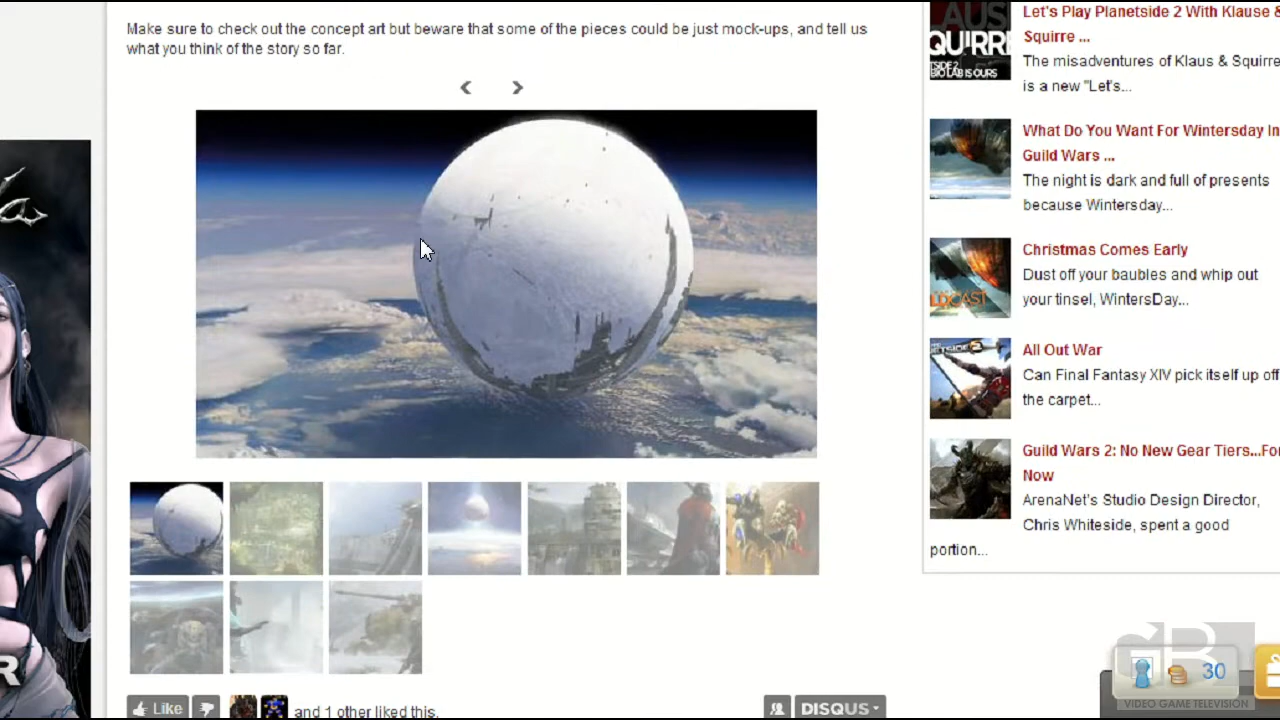 Make sure to check out the concept art but beware that some of the pieces could be just mock-ups, and tell us
what you think of the story so far.
Like
and 1 other liked this.
DISQUS
Let's Play Planetside 2 With Klause &
Squirre ...
The misadventures of Klaus & Squirre
is a new "Let's...
What Do You Want For Wintersday In
Guild Wars ...
The night is dark and full of presents
because Wintersday...
Christmas Comes Early
Dust off your baubles and whip out
your tinsel, WintersDay...
All Out War
Can Final Fantasy XIV pick itself up off
the carpet...
Guild Wars 2: No New Gear Tiers...For
Now
ArenaNet's Studio Design Director,
Chris Whiteside, spent a good
portion...
30
VIDEO GAME TELEVISION